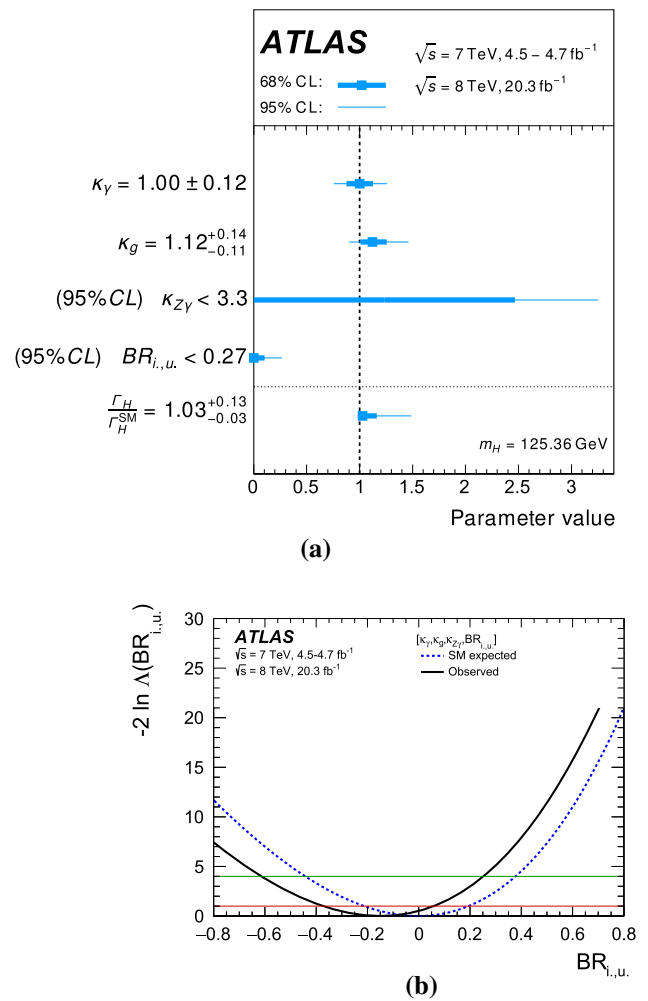 ATLAS
√s = 7 TeV, 4.5 – 4.7 fb⁻¹
68% CL:
√s = 8 TeV, 20.3 fb⁻¹
95% CL:
κγ = 1.00 ± 0.12
κg = 1.12 +0.14 −0.11
(95%CL) κZγ < 3.3
(95%CL) BRi.,u. < 0.27
ΓH/ΓH^SM = 1.03 +0.13 −0.03
mH = 125.36 GeV
0 0.5 1 1.5 2 2.5 3
Parameter value
(a)
-2 ln Λ(BRi.,u.)
30
25
20
15
10
5
0
ATLAS
√s = 7 TeV, 4.5-4.7 fb⁻¹
√s = 8 TeV, 20.3 fb⁻¹
[κγ,κg,κZγ,BRi.,u.]
SM expected
Observed
−0.8 −0.6 −0.4 −0.2 0 0.2 0.4 0.6 0.8
BRi.,u.
(b)